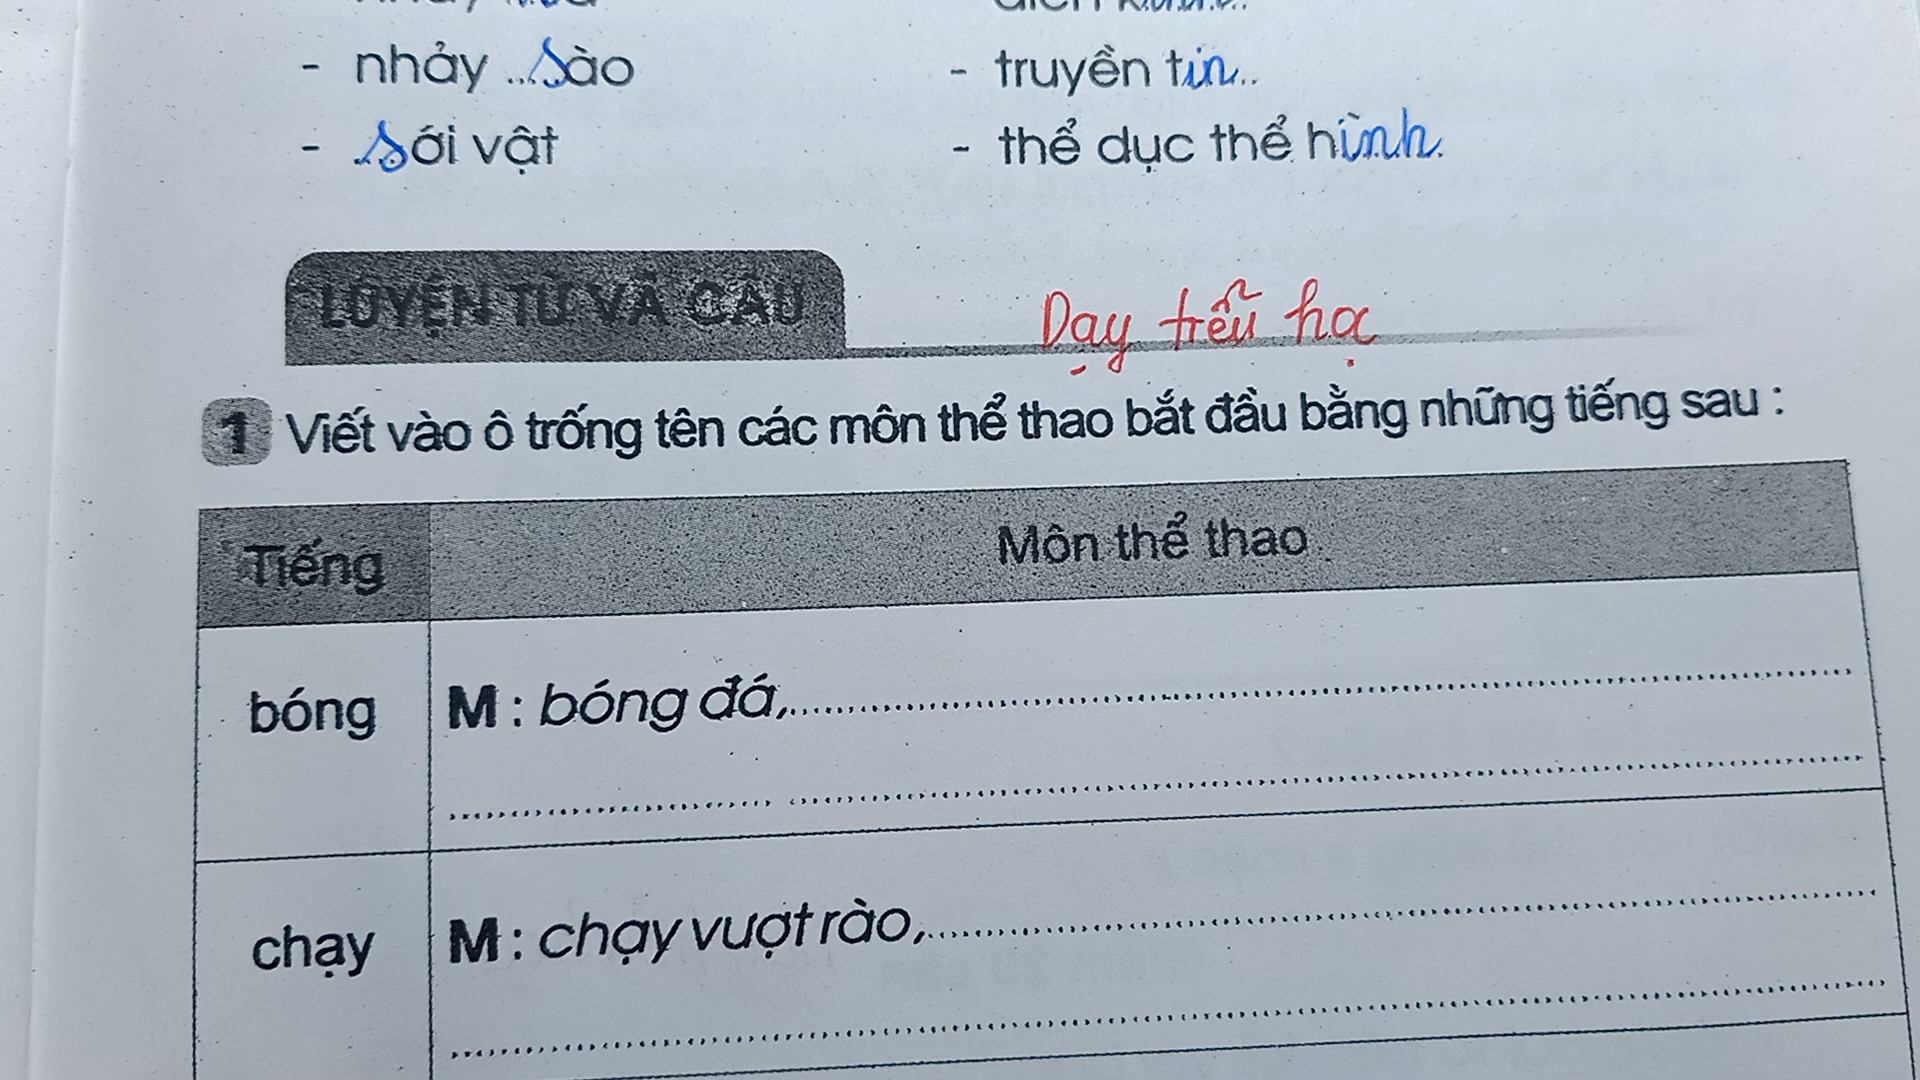 - nhảy ...sào
- truyền tin..
- ..sới vật
- thể dục thể hình.
LUYỆN TỪ VÀ CÂU
Dạy trễu học
1 Viết vào ô trống tên các môn thể thao bắt đầu bằng những tiếng sau :
Tiếng
Môn thể thao
bóng
M : bóng đá,
chạy
M : chạy vượt rào,